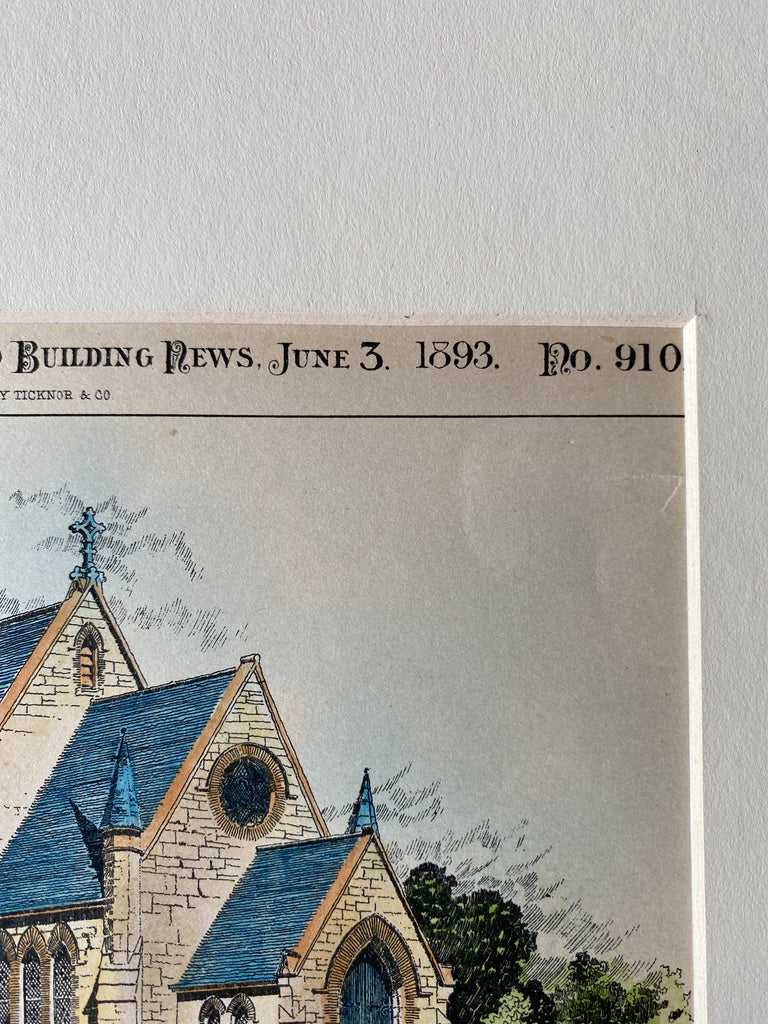 Building News, June 3. 1893. No. 910
Ticknor & Co